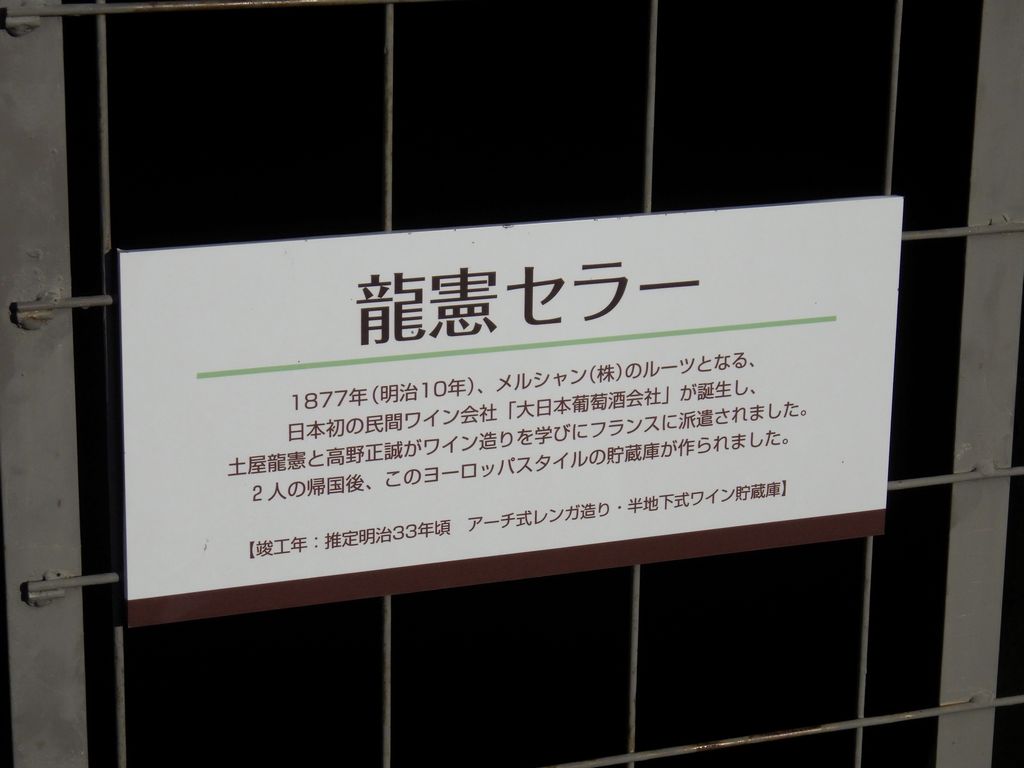 龍憲セラー
1877年(明治10年)、メルシャン(株)のルーツとなる、
日本初の民間ワイン会社「大日本葡萄酒会社」が誕生し、
土屋龍憲と高野正誠がワイン造りを学びにフランスに派遣されました。
2人の帰国後、このヨーロッパスタイルの貯蔵庫が作られました。
【竣工年：推定明治33年頃　アーチ式レンガ造り・半地下式ワイン貯蔵庫】